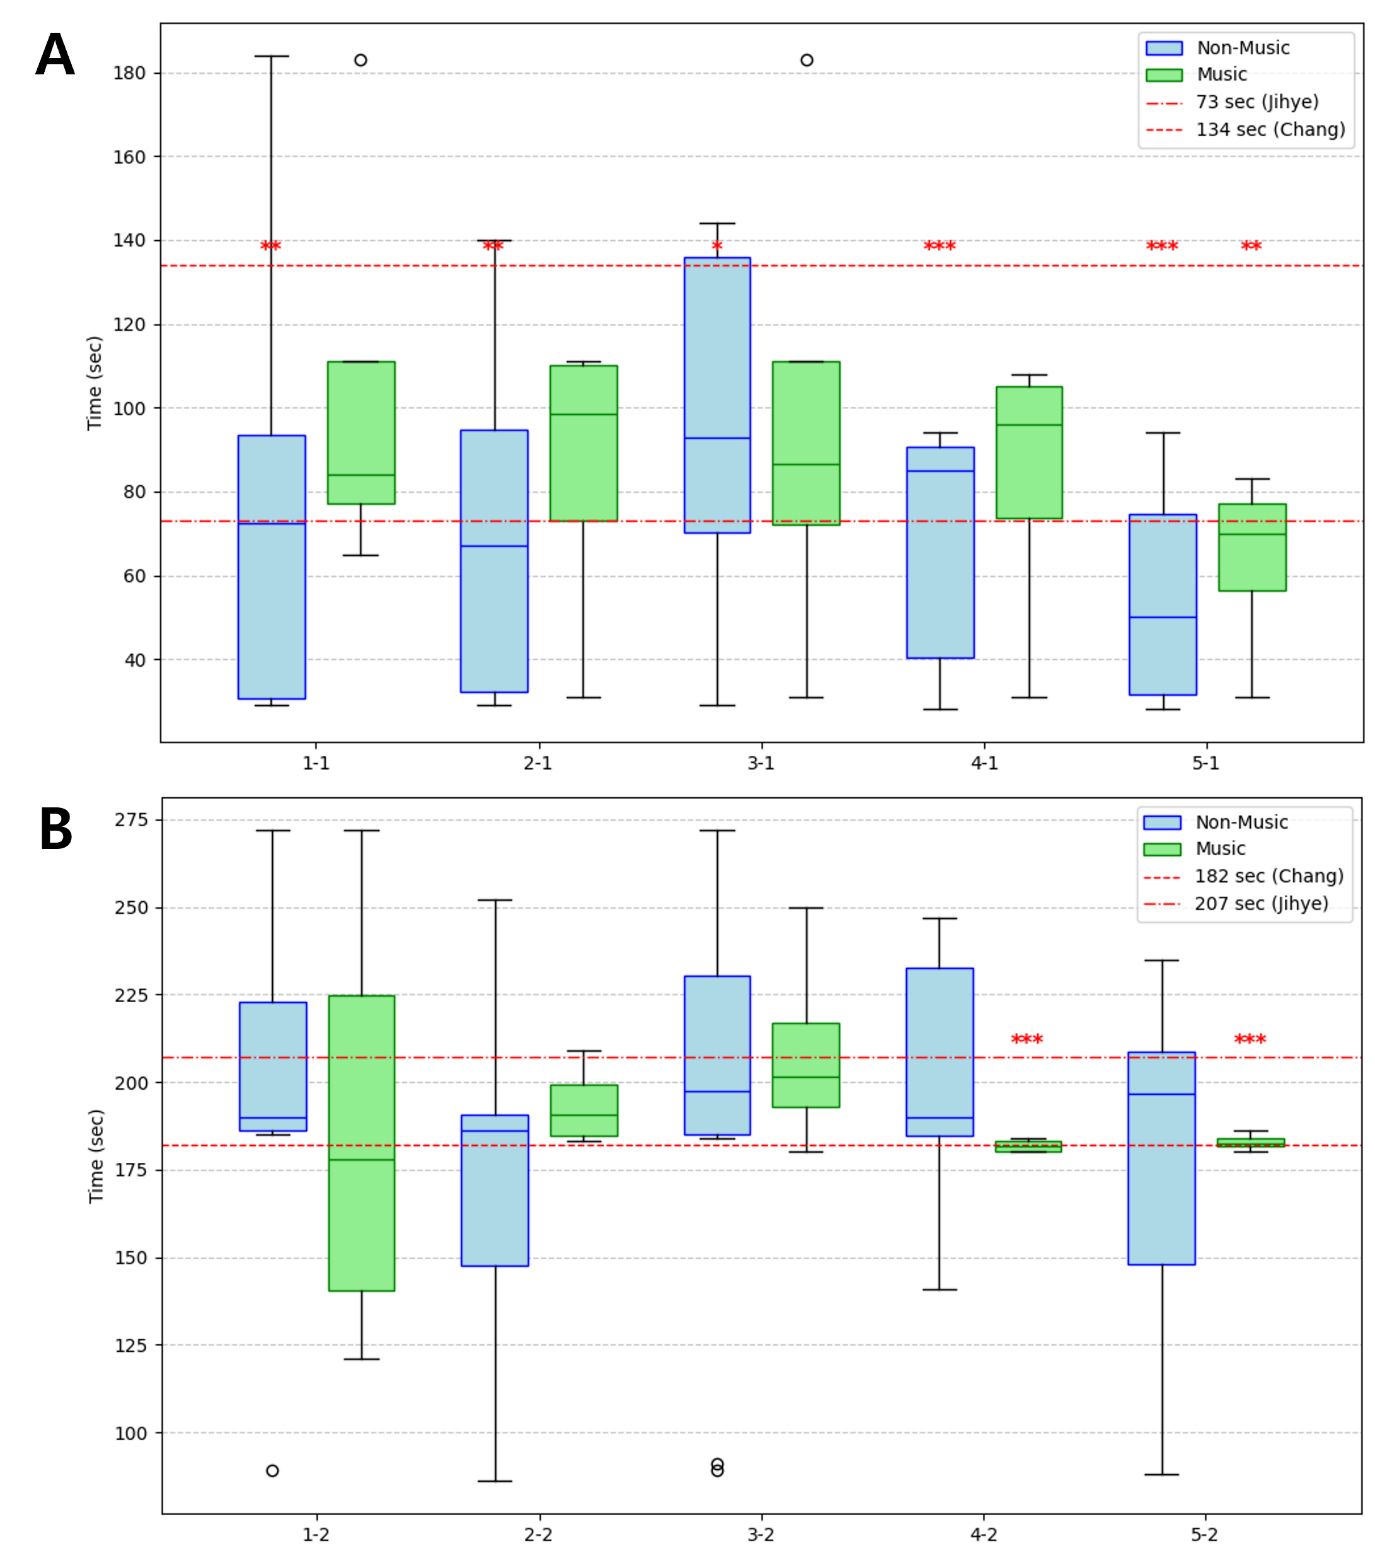 A
Time (sec)
180
160
140
120
100
80
60
40
** ** * *** *** **
Non-Music
Music
73 sec (Jihye)
134 sec (Chang)
1-1 2-1 3-1 4-1 5-1
B
Time (sec)
275
250
225
200
175
150
125
100
*** ***
Non-Music
Music
182 sec (Chang)
207 sec (Jihye)
1-2 2-2 3-2 4-2 5-2